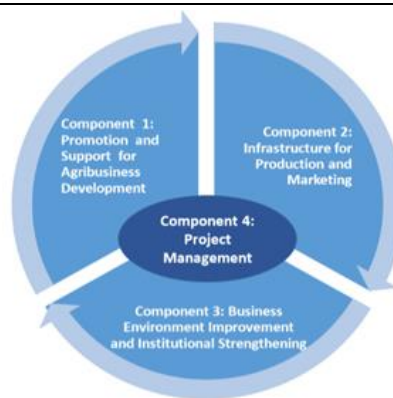 Component 1:
Promotion and
Support for
Agribusiness
Development
Component 2:
Infrastructure for
Production and
Marketing
Component 4:
Project
Management
Component 3: Business
Environment Improvement
and Institutional Strengthening